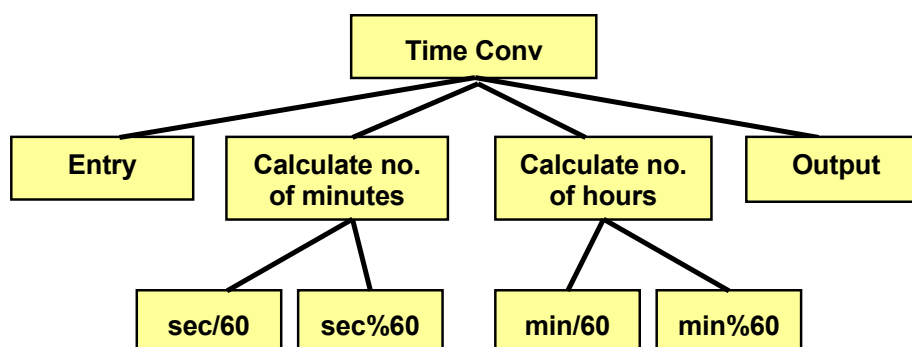 Time Conv
Entry
Calculate no.
of minutes
Calculate no.
of hours
Output
sec/60
sec%60
min/60
min%60